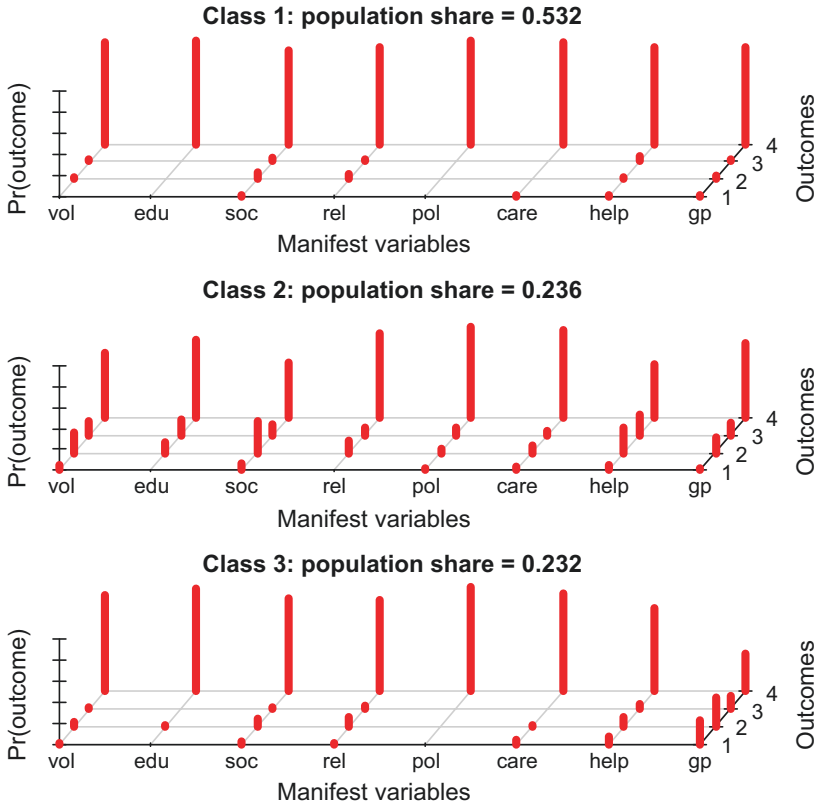 Class 1: population share = 0.532
Pr(outcome)
Outcomes
4
3
2
1
vol edu soc rel pol care help gp
Manifest variables
Class 2: population share = 0.236
Pr(outcome)
Outcomes
4
3
2
1
vol edu soc rel pol care help gp
Manifest variables
Class 3: population share = 0.232
Pr(outcome)
Outcomes
4
3
2
1
vol edu soc rel pol care help gp
Manifest variables